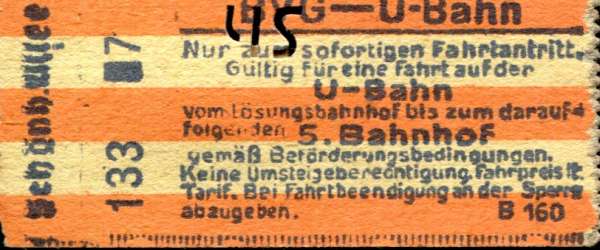 BVG—U-Bahn
45
Nur zum sofortigen Fahrtantritt.
Gültig für eine Fahrt auf der
U-Bahn
vom Lösungsbahnhof bis zum darauf-
folgenden 5. Bahnhof
gemäß Beförderungsbedingungen.
Keine Umsteigeberechtigung. Fahrpreis lt.
Tarif. Bei Fahrtbeendigung an der Sperre
abzugeben. B 160
Schönh. Allee
133 7